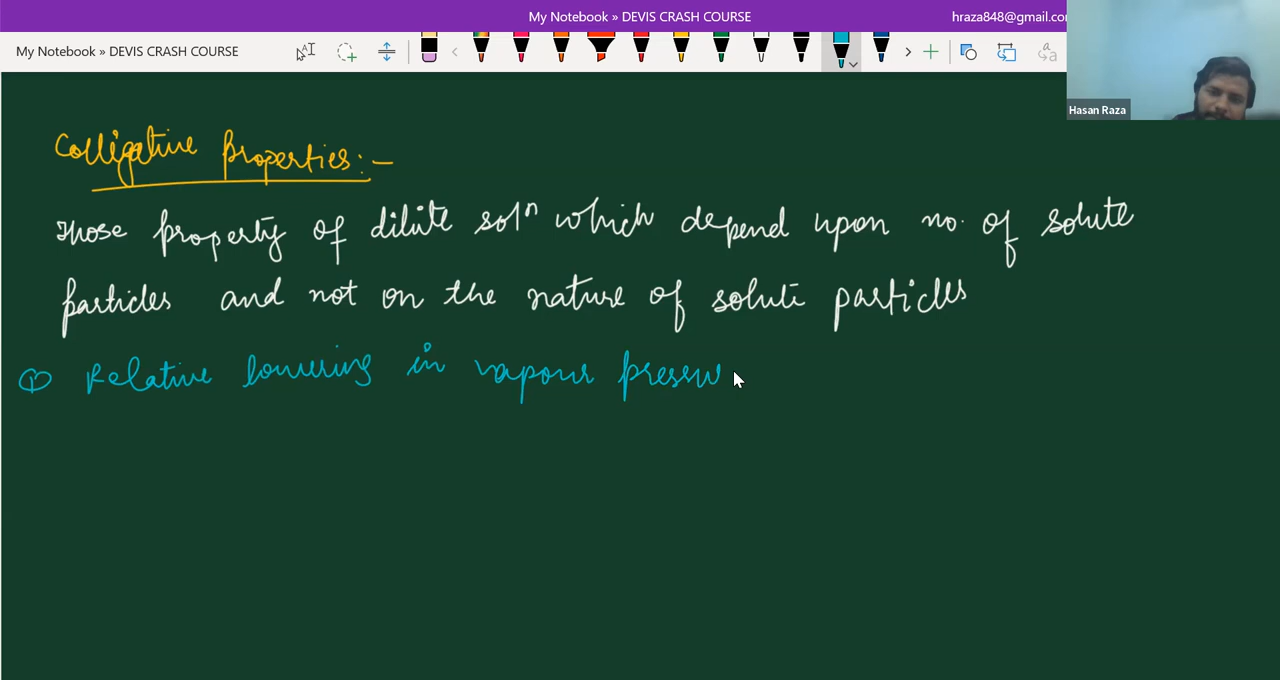 My Notebook » DEVIS CRASH COURSE
hraza848@gmail.co
My Notebook » DEVIS CRASH COURSE
Hasan Raza
Colligative Properties:-
Those property of dilute solⁿ which depend upon no. of solute
particles and not on the nature of solute particles
① Relative lowering in vapour pressu